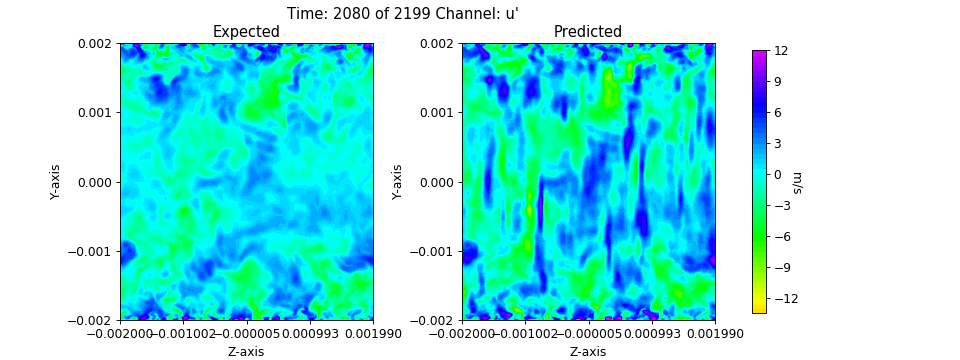 Time: 2080 of 2199 Channel: u'
Expected
Predicted
0.002
0.001
0.000
−0.001
−0.002
Y-axis
−0.002000 −0.001002 −0.000005 0.000993 0.001990
Z-axis
0.002
0.001
0.000
−0.001
−0.002
Y-axis
−0.002000 −0.001002 −0.000005 0.000993 0.001990
Z-axis
12
9
6
3
0
−3
−6
−9
−12
m/s